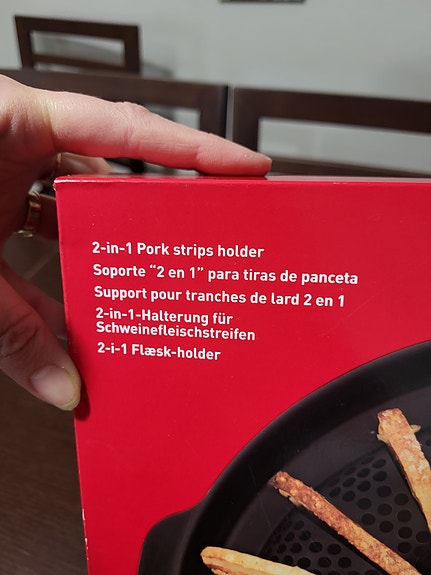 2-in-1 Pork strips holder
Soporte “2 en 1” para tiras de panceta
Support pour tranches de lard 2 en 1
2-in-1-Halterung für
Schweinefleischstreifen
2-i-1 Flæsk-holder